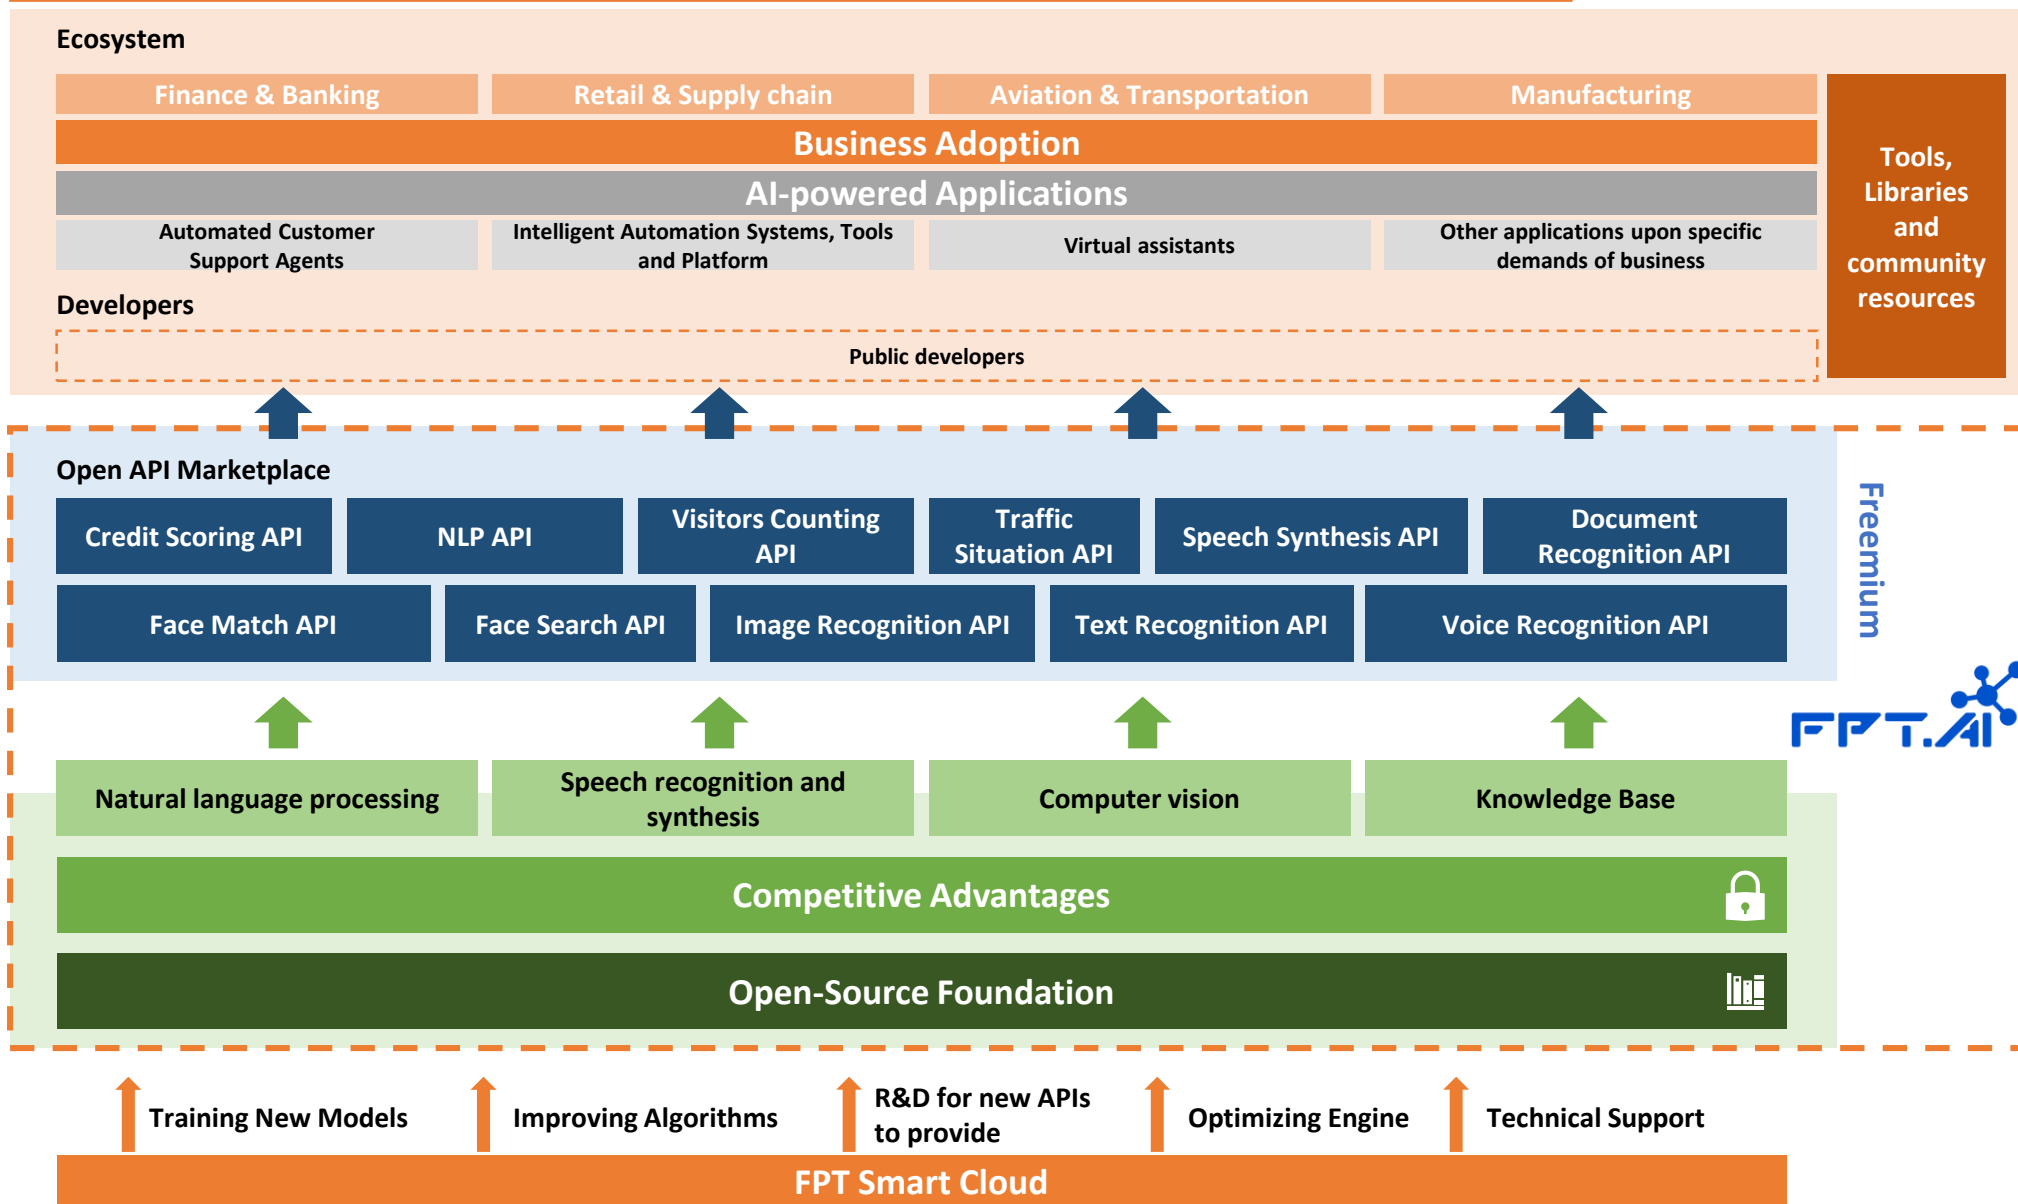 Ecosystem
Finance & Banking
Retail & Supply chain
Aviation & Transportation
Manufacturing
Business Adoption
AI-powered Applications
Automated Customer
Support Agents
Intelligent Automation Systems, Tools
and Platform
Virtual assistants
Other applications upon specific
demands of business
Tools,
Libraries
and
community
resources
Developers
Public developers
Open API Marketplace
Credit Scoring API
NLP API
Visitors Counting
API
Traffic
Situation API
Speech Synthesis API
Document
Recognition API
Face Match API
Face Search API
Image Recognition API
Text Recognition API
Voice Recognition API
Freemium
FPT.AI
Natural language processing
Speech recognition and
synthesis
Computer vision
Knowledge Base
Competitive Advantages
Open-Source Foundation
Training New Models
Improving Algorithms
R&D for new APIs
to provide
Optimizing Engine
Technical Support
FPT Smart Cloud